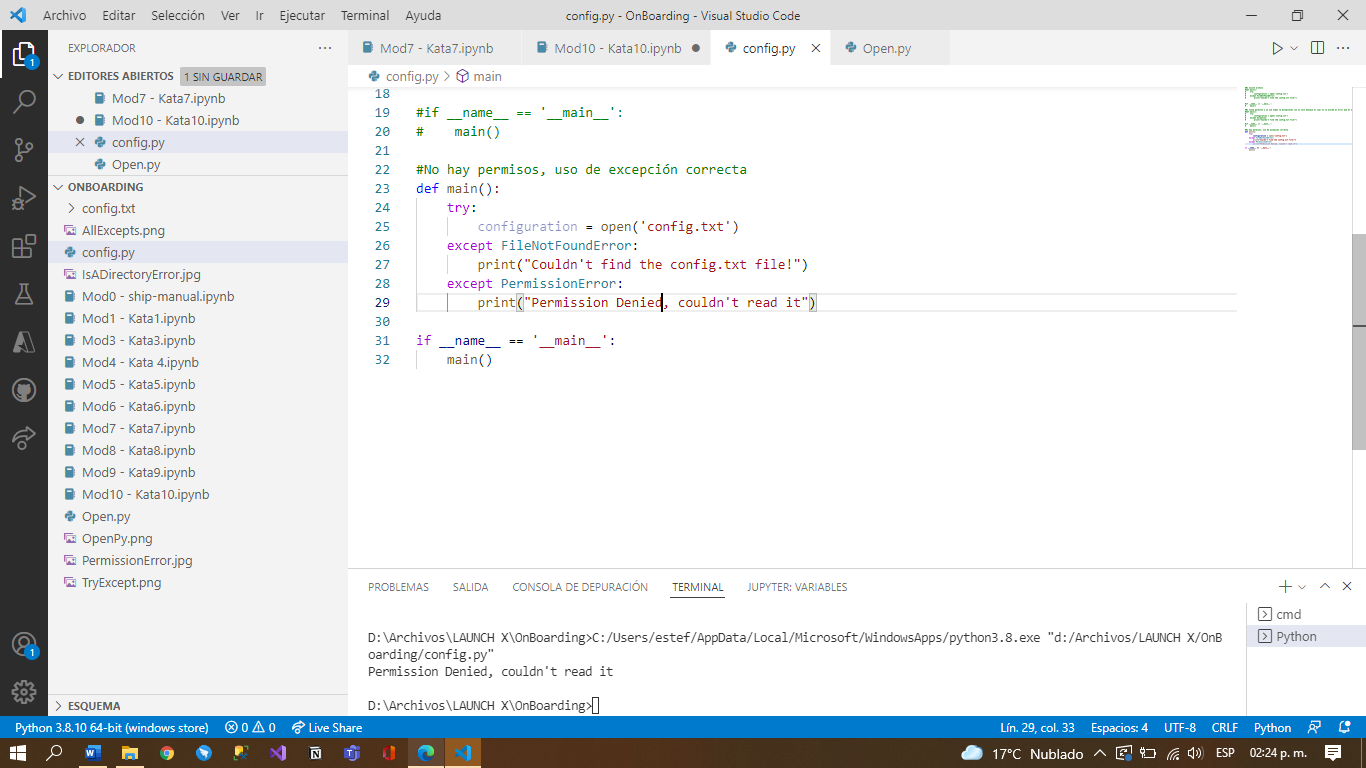 Archivo Editar Selección Ver Ir Ejecutar Terminal Ayuda config.py - OnBoarding - Visual Studio Code
EXPLORADOR
EDITORES ABIERTOS 1 SIN GUARDAR
Mod7 - Kata7.ipynb
Mod10 - Kata10.ipynb
config.py
Open.py
ONBOARDING
config.txt
AllExcepts.png
config.py
IsADirectoryError.jpg
Mod0 - ship-manual.ipynb
Mod1 - Kata1.ipynb
Mod3 - Kata3.ipynb
Mod4 - Kata 4.ipynb
Mod5 - Kata5.ipynb
Mod6 - Kata6.ipynb
Mod7 - Kata7.ipynb
Mod8 - Kata8.ipynb
Mod9 - Kata9.ipynb
Mod10 - Kata10.ipynb
Open.py
OpenPy.png
PermissionError.jpg
TryExcept.png
ESQUEMA
1
1
Mod7 - Kata7.ipynb Mod10 - Kata10.ipynb config.py Open.py
config.py > main
18
19 #if __name__ == '__main__':
20 #    main()
21
22 #No hay permisos, uso de excepción correcta
23 def main():
24     try:
25         configuration = open('config.txt')
26     except FileNotFoundError:
27         print("Couldn't find the config.txt file!")
28     except PermissionError:
29         print("Permission Denied, couldn't read it")
30
31 if __name__ == '__main__':
32     main()
PROBLEMAS SALIDA CONSOLA DE DEPURACIÓN TERMINAL JUPYTER: VARIABLES
cmd
Python
D:\Archivos\LAUNCH X\OnBoarding>C:/Users/estef/AppData/Local/Microsoft/WindowsApps/python3.8.exe "d:/Archivos/LAUNCH X/OnB
oarding/config.py"
Permission Denied, couldn't read it
D:\Archivos\LAUNCH X\OnBoarding>
Python 3.8.10 64-bit (windows store) 0 0 Live Share Lín. 29, col. 33 Espacios: 4 UTF-8 CRLF Python
17°C Nublado ESP 02:24 p. m.